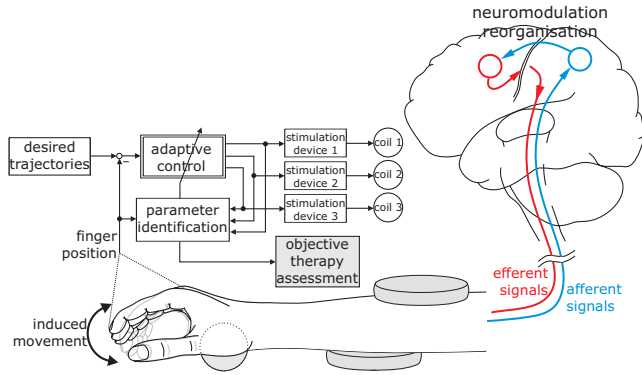 neuromodulation
reorganisation
desired
trajectories
−
adaptive
control
stimulation
device 1
coil 1
stimulation
device 2
coil 2
stimulation
device 3
coil 3
parameter
identification
finger
position
objective
therapy
assessment
efferent
signals
afferent
signals
induced
movement